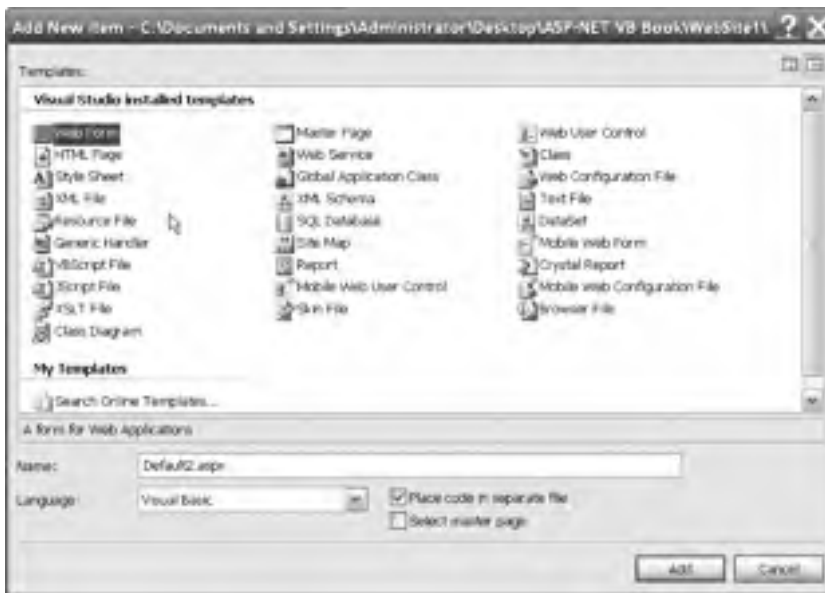 Add New Item - C:\Documents and Settings\Administrator\Desktop\ASP-NET VB Book\WebSite1\
Templates:
Visual Studio installed templates
Web Form
Master Page
Web User Control
HTML Page
Web Service
Class
Style Sheet
Global Application Class
Web Configuration File
XML File
XML Schema
Text File
Resource File
SQL Database
DataSet
Generic Handler
Site Map
Mobile Web Form
VBScript File
Report
Crystal Report
JScript File
Mobile Web User Control
Mobile Web Configuration File
XSLT File
Skin File
Browser File
Class Diagram
My Templates
Search Online Templates...
A form for Web Applications
Name: Default2.aspx
Language: Visual Basic
Place code in separate file
Select master page
Add Cancel